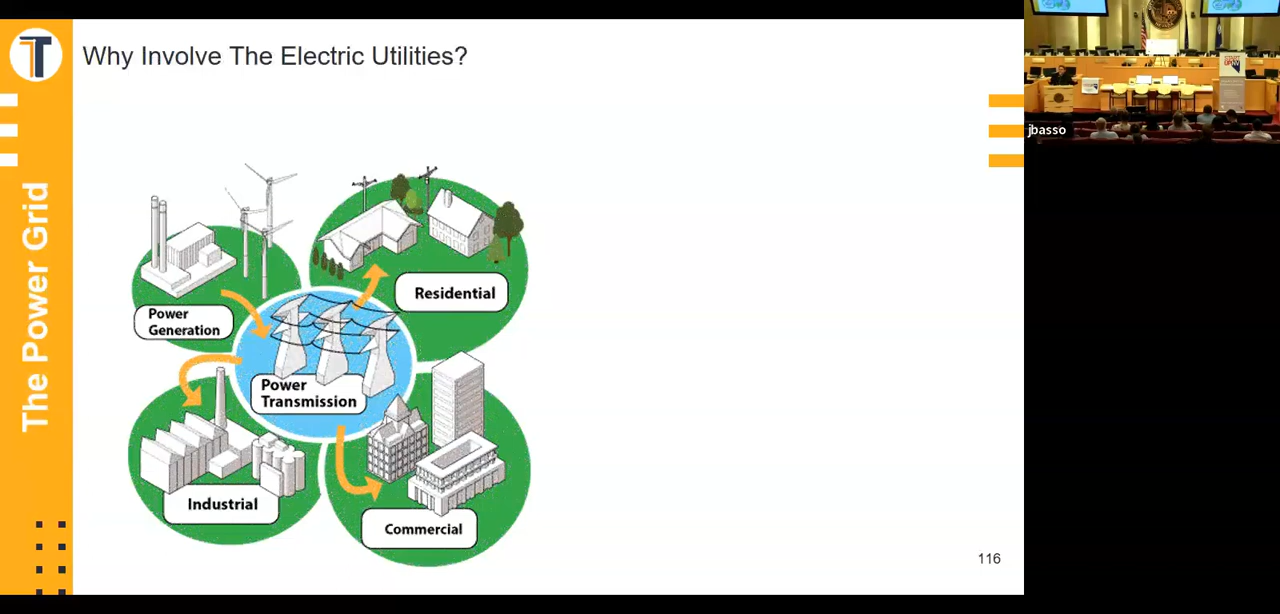 Why Involve The Electric Utilities?
The Power Grid
Power
Generation
Residential
Power
Transmission
Industrial
Commercial
116
jbasso